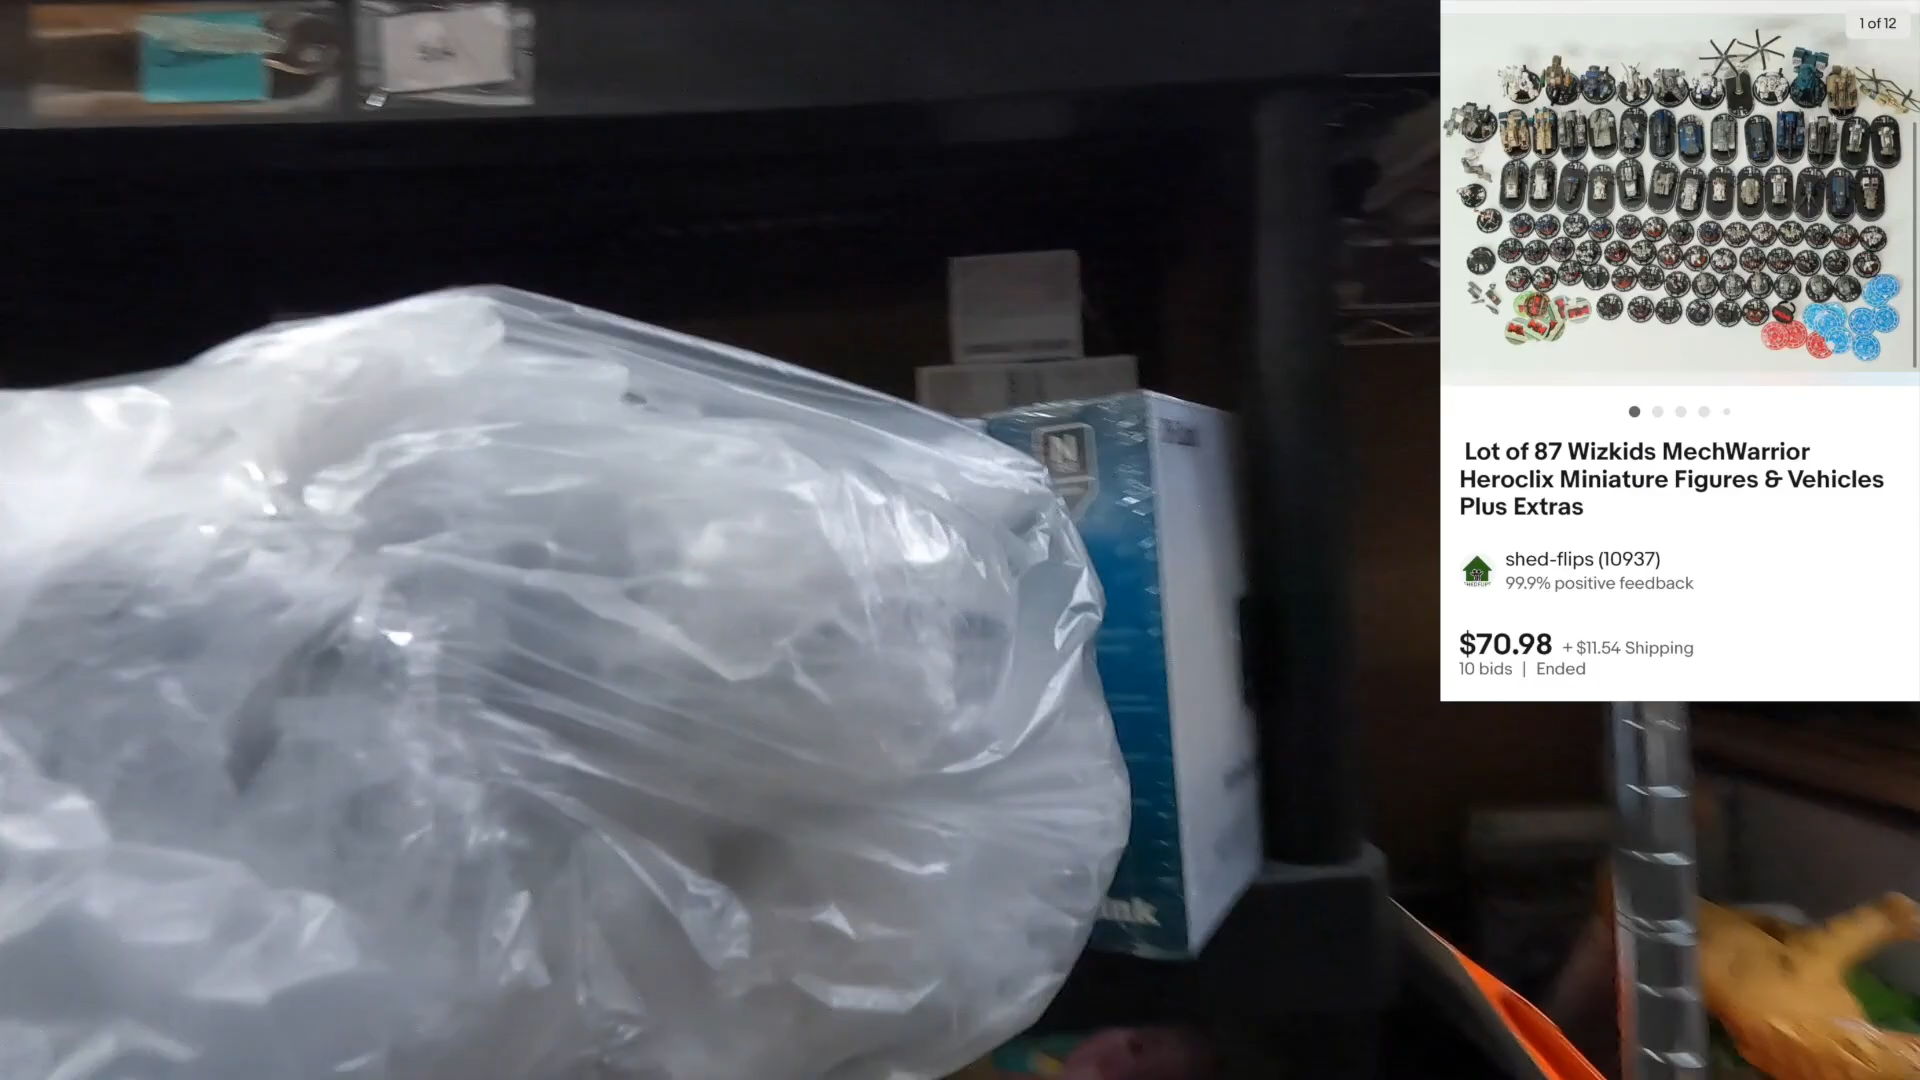 1 of 12
N
Lot of 87 Wizkids MechWarrior
Heroclix Miniature Figures & Vehicles
Plus Extras
shed-flips (10937)
99.9% positive feedback
$70.98 + $11.54 Shipping
10 bids | Ended